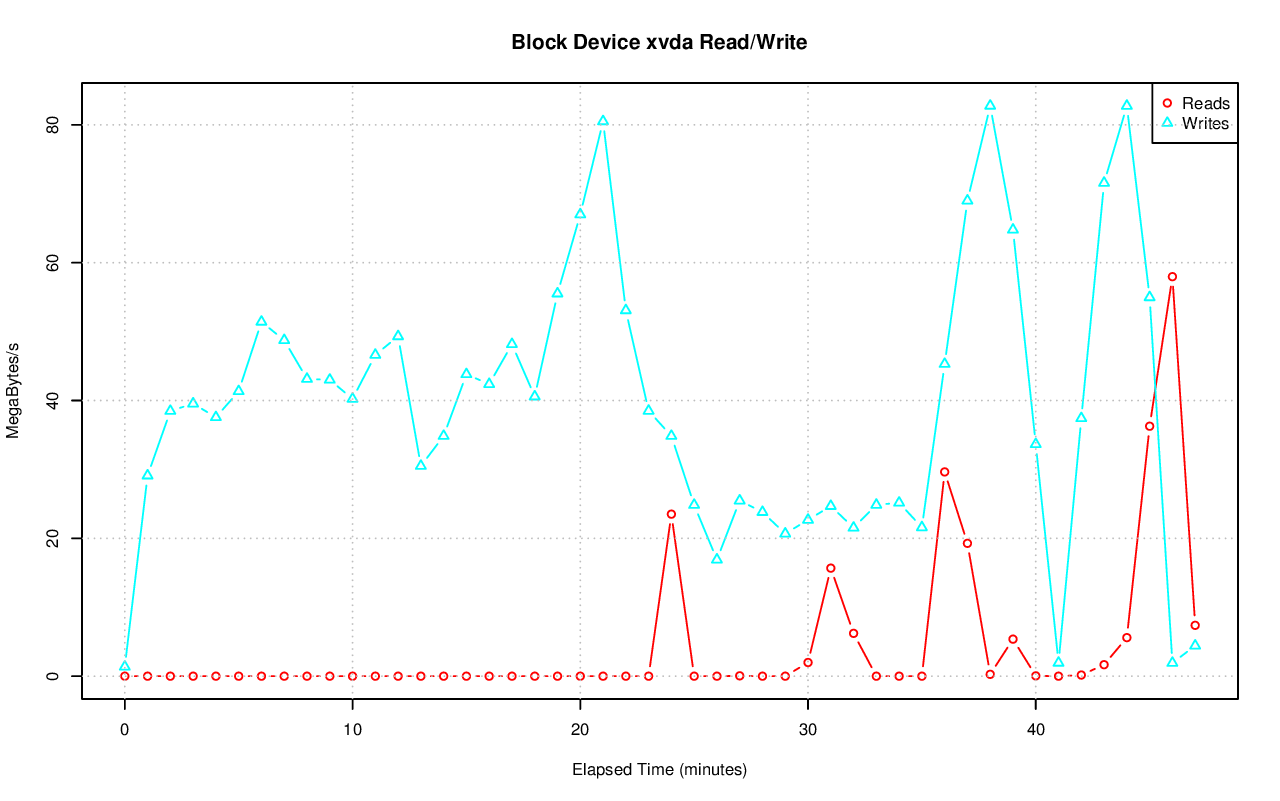 Block Device xvda Read/Write
Reads
Writes
80
60
40
20
0
MegaBytes/s
0 10 20 30 40
Elapsed Time (minutes)